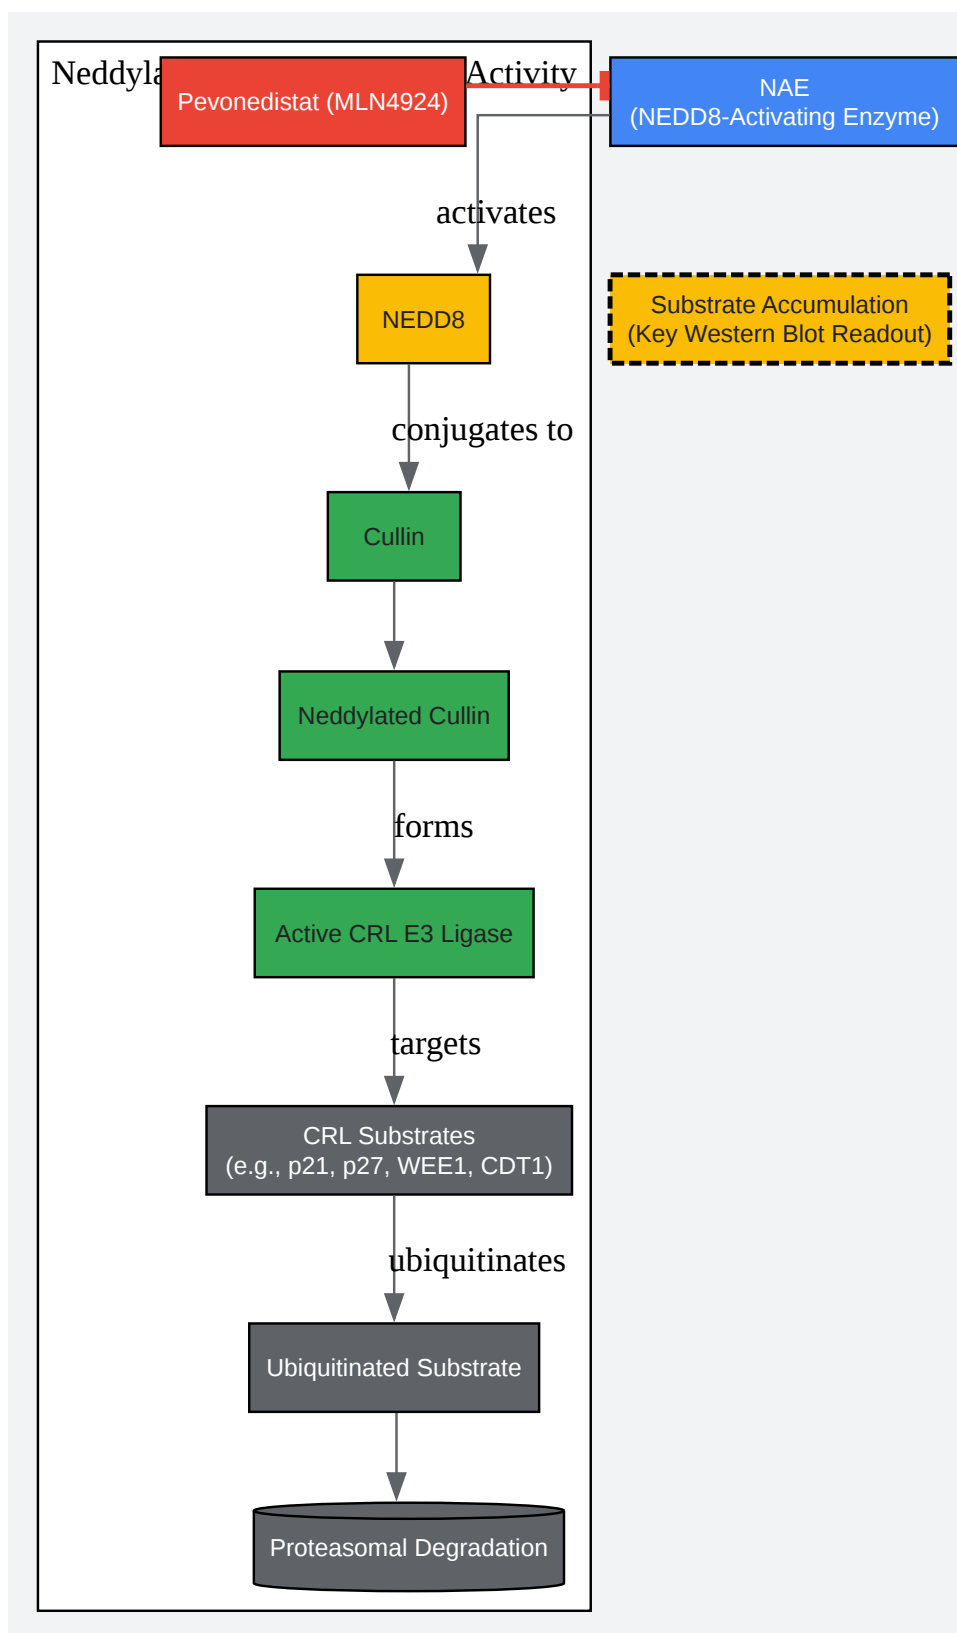 Activity
Pevonedistat (MLN4924)
NAE
(NEDD8-Activating Enzyme)
activates
NEDD8
Substrate Accumulation
(Key Western Blot Readout)
conjugates to
Cullin
Neddylated Cullin
forms
Active CRL E3 Ligase
targets
CRL Substrates
(e.g., p21, p27, WEE1, CDT1)
ubiquitinates
Ubiquitinated Substrate
Proteasomal Degradation